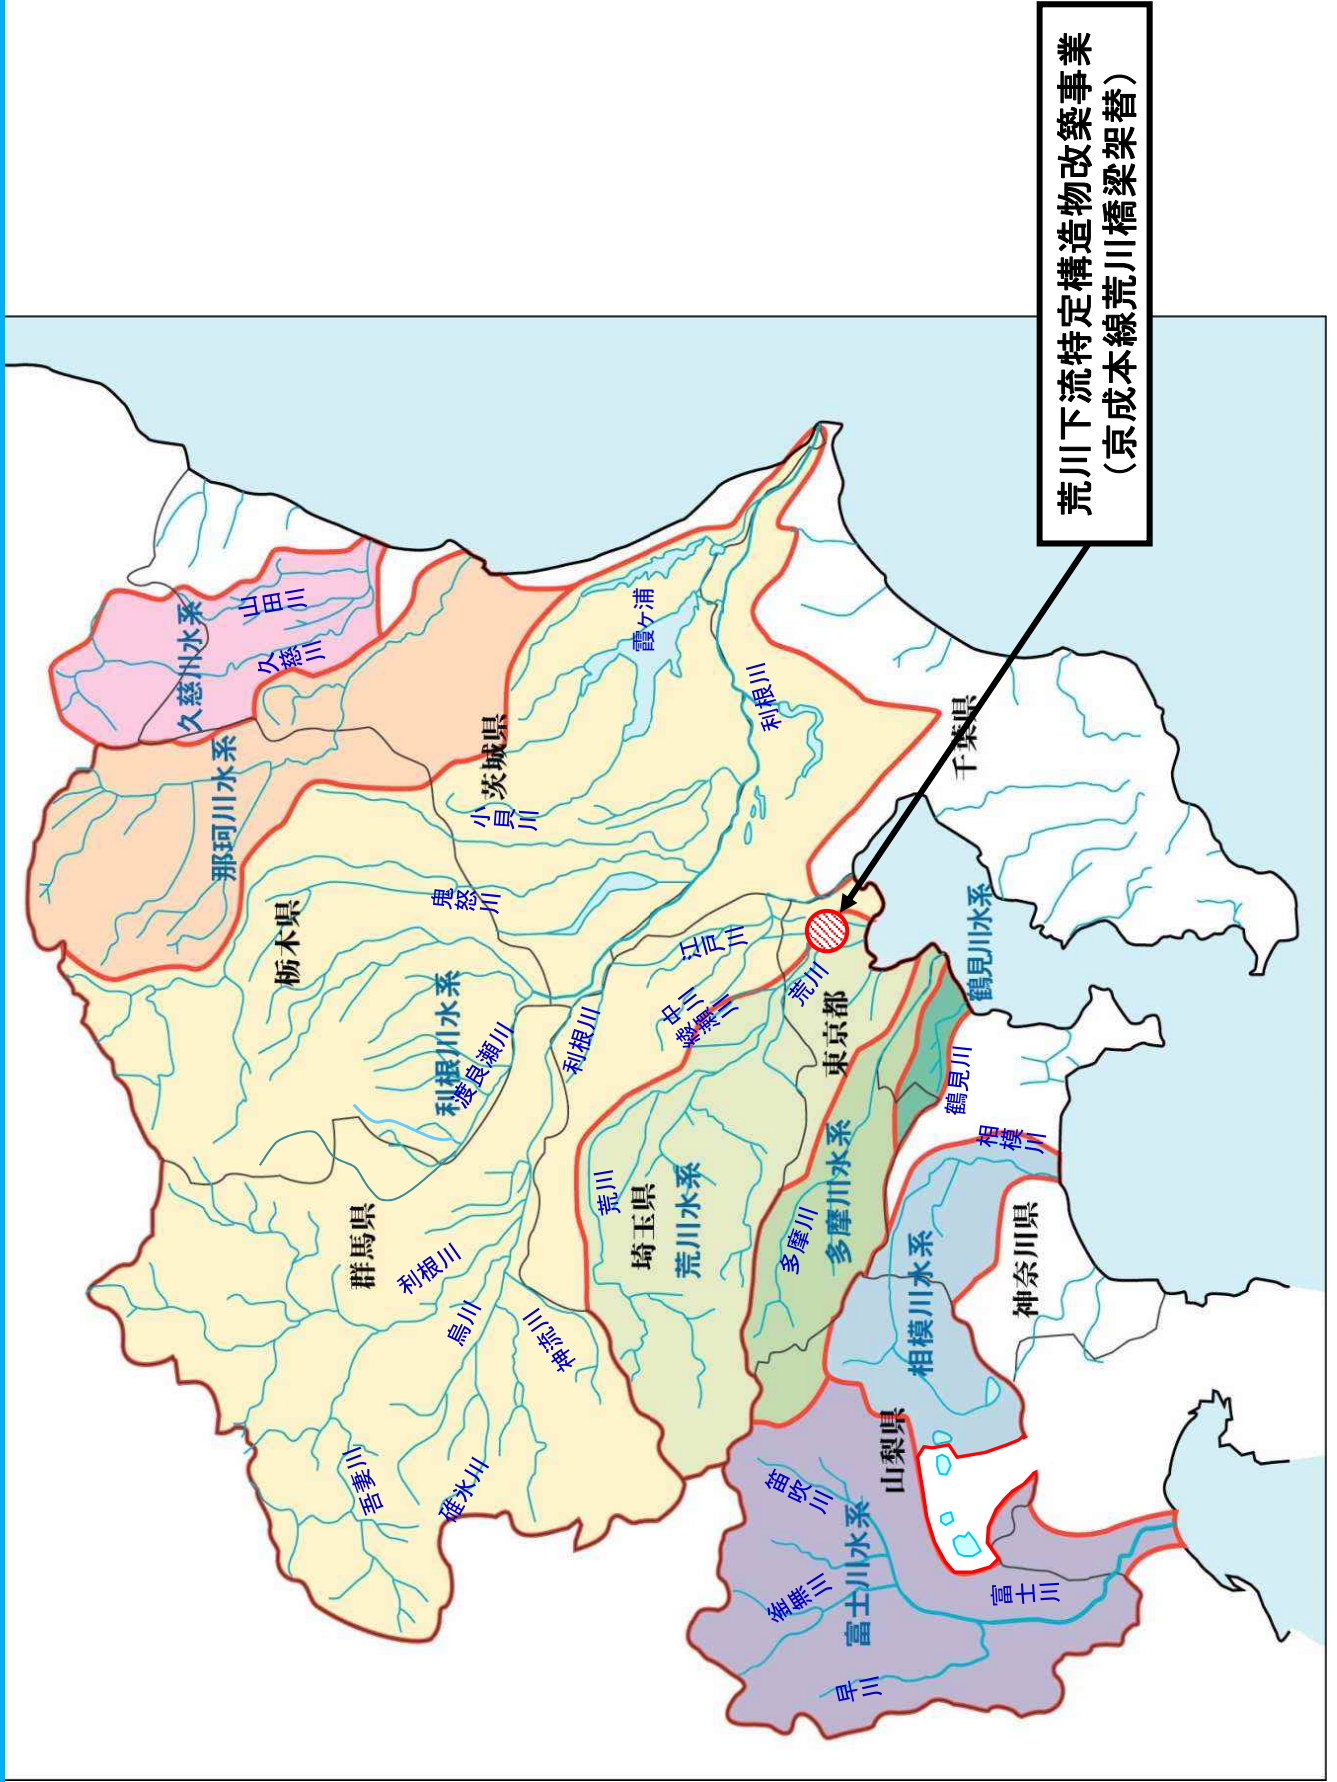 荒川下流特定構造物改築事業
（京成本線荒川橋梁架替）
久慈川水系
山田川
久慈川
那珂川水系
茨城県
霞ヶ浦
利根川
小貝川
鬼怒川
栃木県
利根川水系
渡良瀬川
利根川
江戸川
中川
綾瀬川
荒川
東京都
千葉県
鶴見川水系
鶴見川
群馬県
利根川
烏川
神流川
吾妻川
碓氷川
荒川
埼玉県
荒川水系
多摩川
多摩川水系
相模川
相模川水系
神奈川県
山梨県
笛吹川
釜無川
富士川水系
富士川
早川